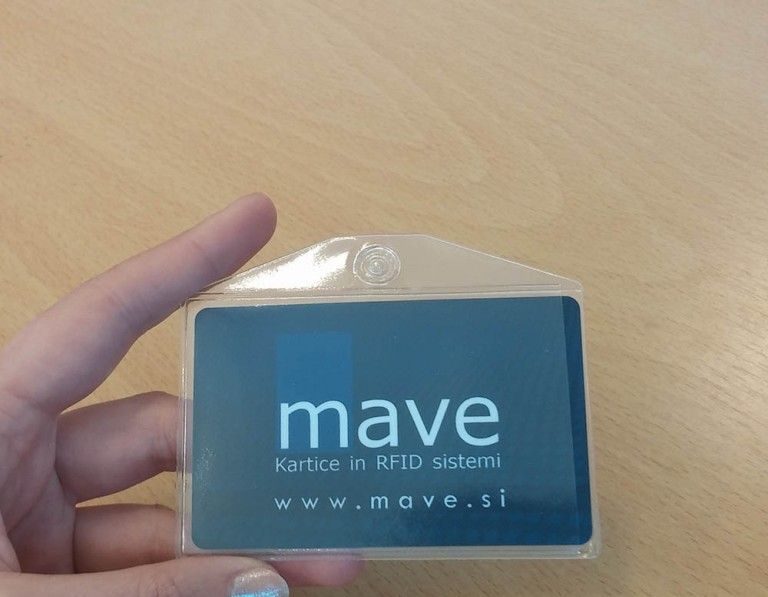 mave
Kartice in RFID sistemi
www.mave.si